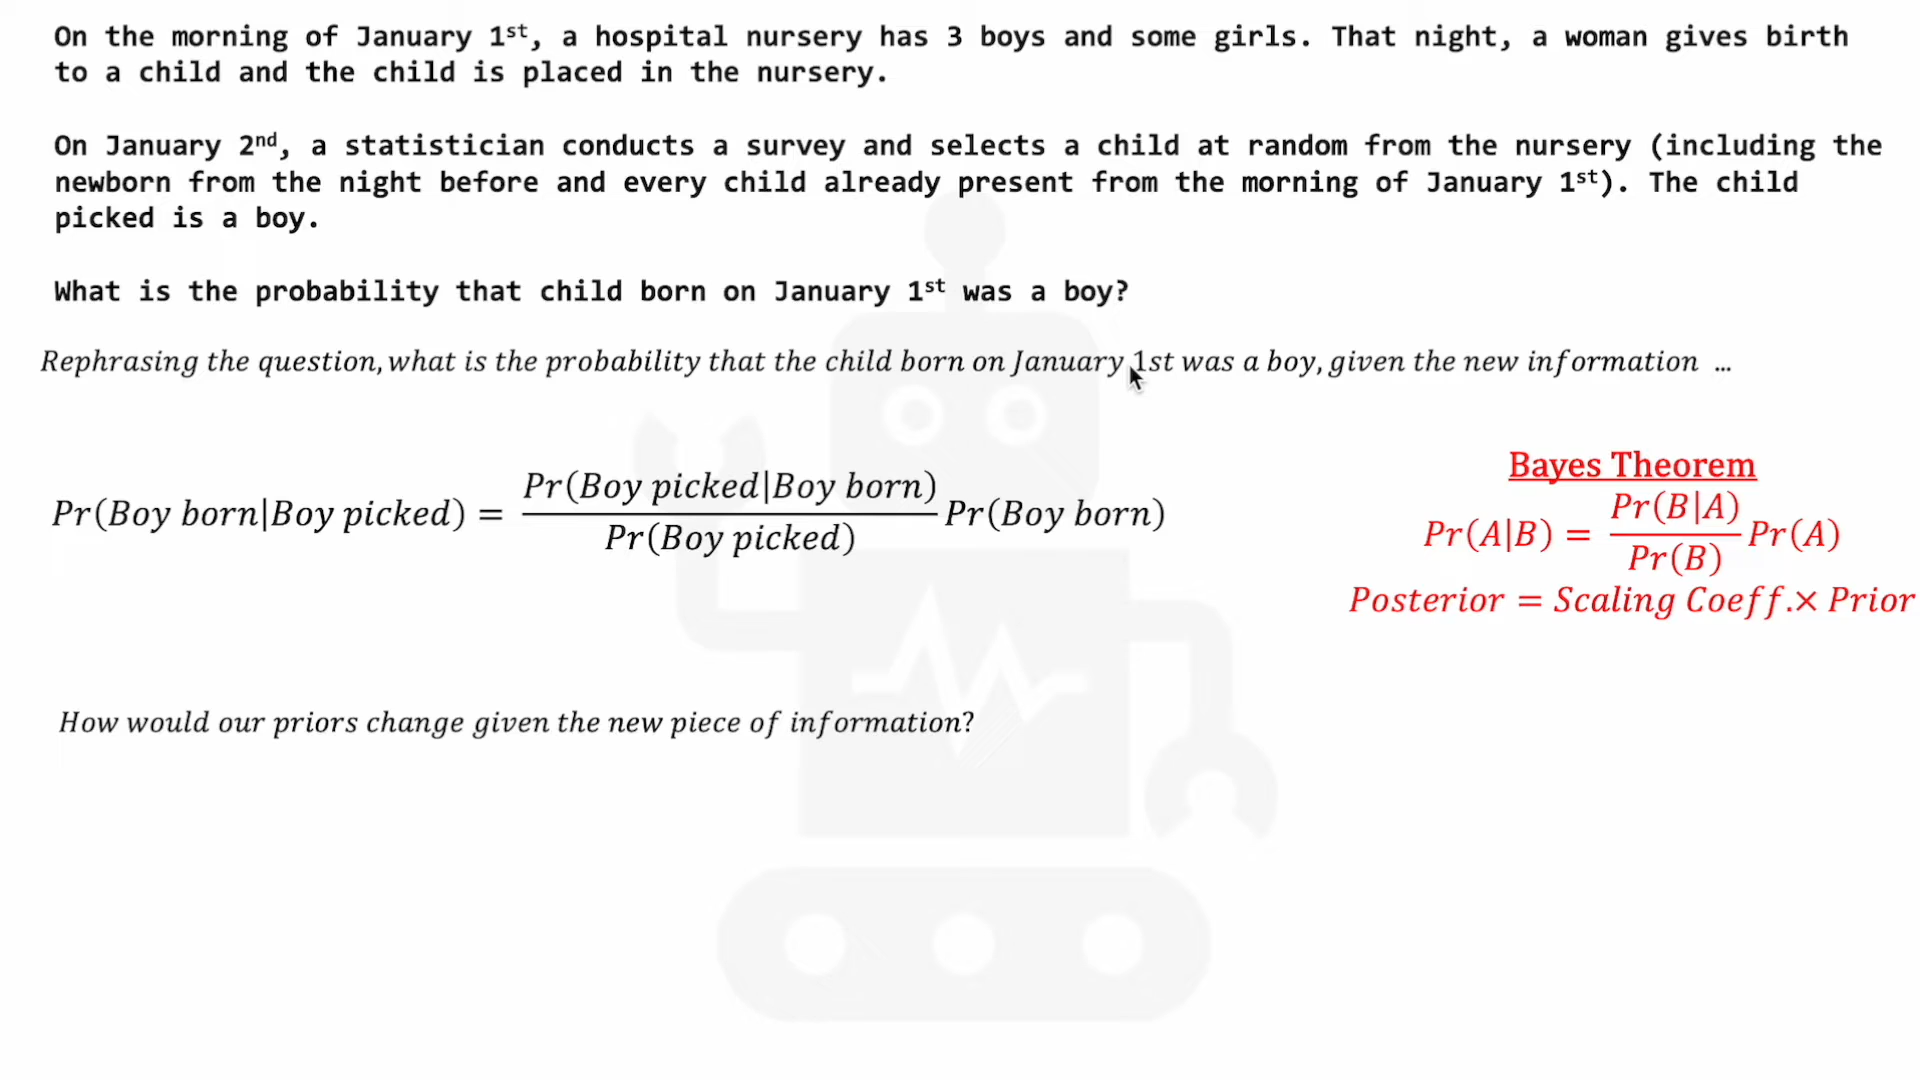 On the morning of January 1st, a hospital nursery has 3 boys and some girls. That night, a woman gives birth
to a child and the child is placed in the nursery.
On January 2nd, a statistician conducts a survey and selects a child at random from the nursery (including the
newborn from the night before and every child already present from the morning of January 1st). The child
picked is a boy.
What is the probability that child born on January 1st was a boy?
Rephrasing the question, what is the probability that the child born on January 1st was a boy, given the new information ...
Pr(Boy born|Boy picked) = Pr(Boy picked|Boy born) / Pr(Boy picked) Pr(Boy born)
Bayes Theorem
Pr(A|B) = Pr(B|A) / Pr(B) Pr(A)
Posterior = Scaling Coeff.× Prior
How would our priors change given the new piece of information?